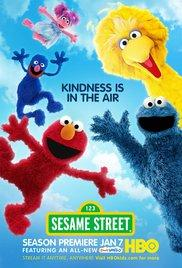 KINDNESS IS
IN THE AIR
123
SESAME STREET
SEASON PREMIERE JAN 7 HBO
FEATURING AN ALL-NEW
STREAM IT ANYTIME, ANYWHERE! Visit HBOkids.com for more